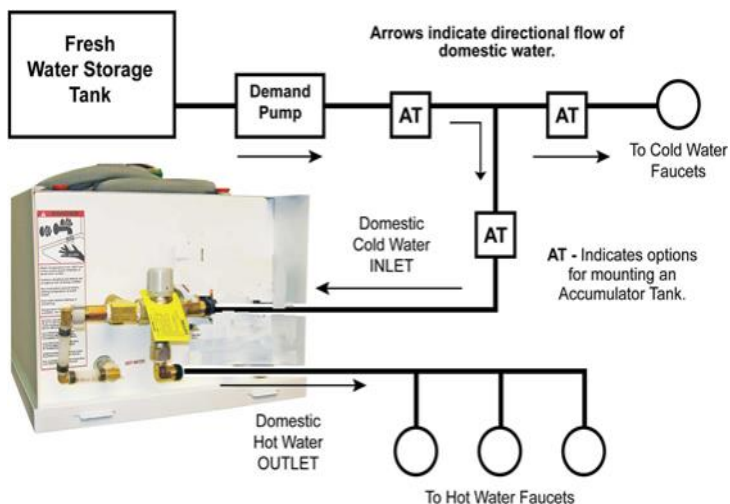 Fresh
Water Storage
Tank
Arrows indicate directional flow of
domestic water.
Demand
Pump
AT
AT
To Cold Water
Faucets
Domestic
Cold Water
INLET
AT
AT - Indicates options
for mounting an
Accumulator Tank.
HOT WATER
Domestic
Hot Water
OUTLET
To Hot Water Faucets